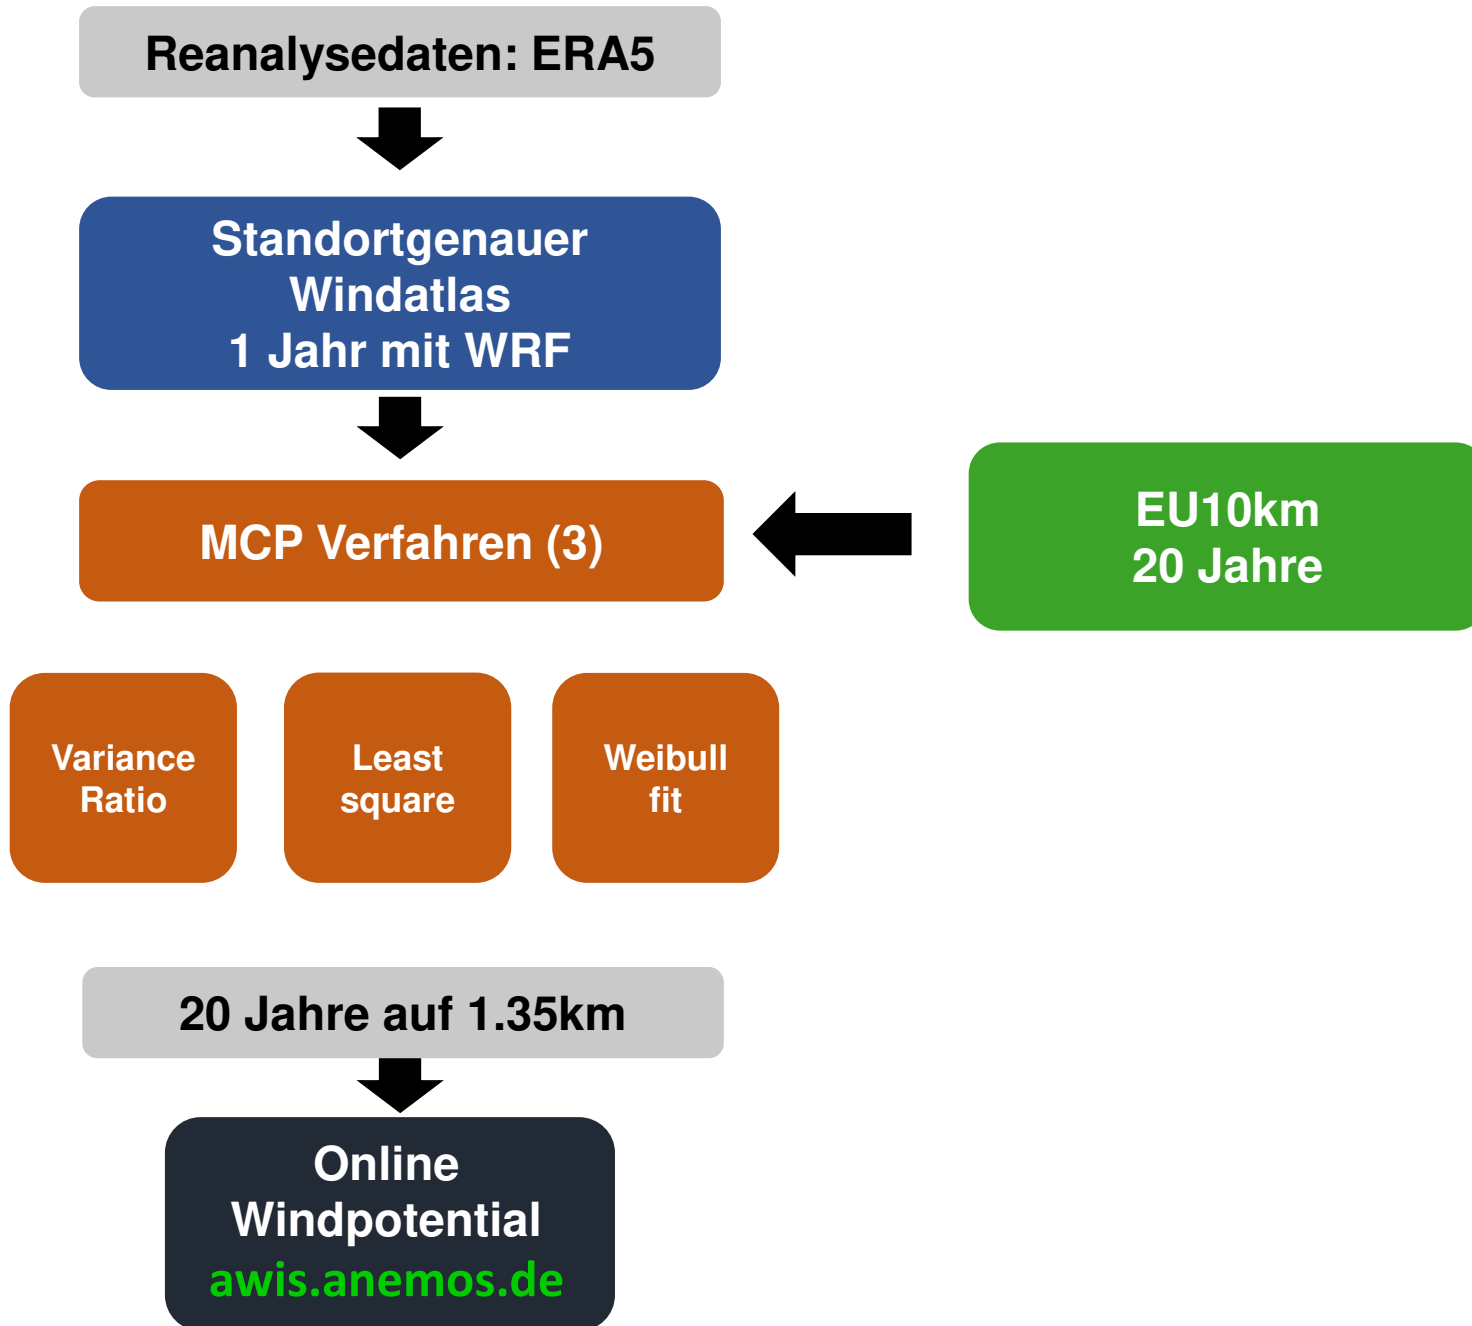 Reanalysedaten: ERA5
Standortgenauer
Windatlas
1 Jahr mit WRF
MCP Verfahren (3)
EU10km
20 Jahre
Variance
Ratio
Least
square
Weibull
fit
20 Jahre auf 1.35km
Online
Windpotential
awis.anemos.de